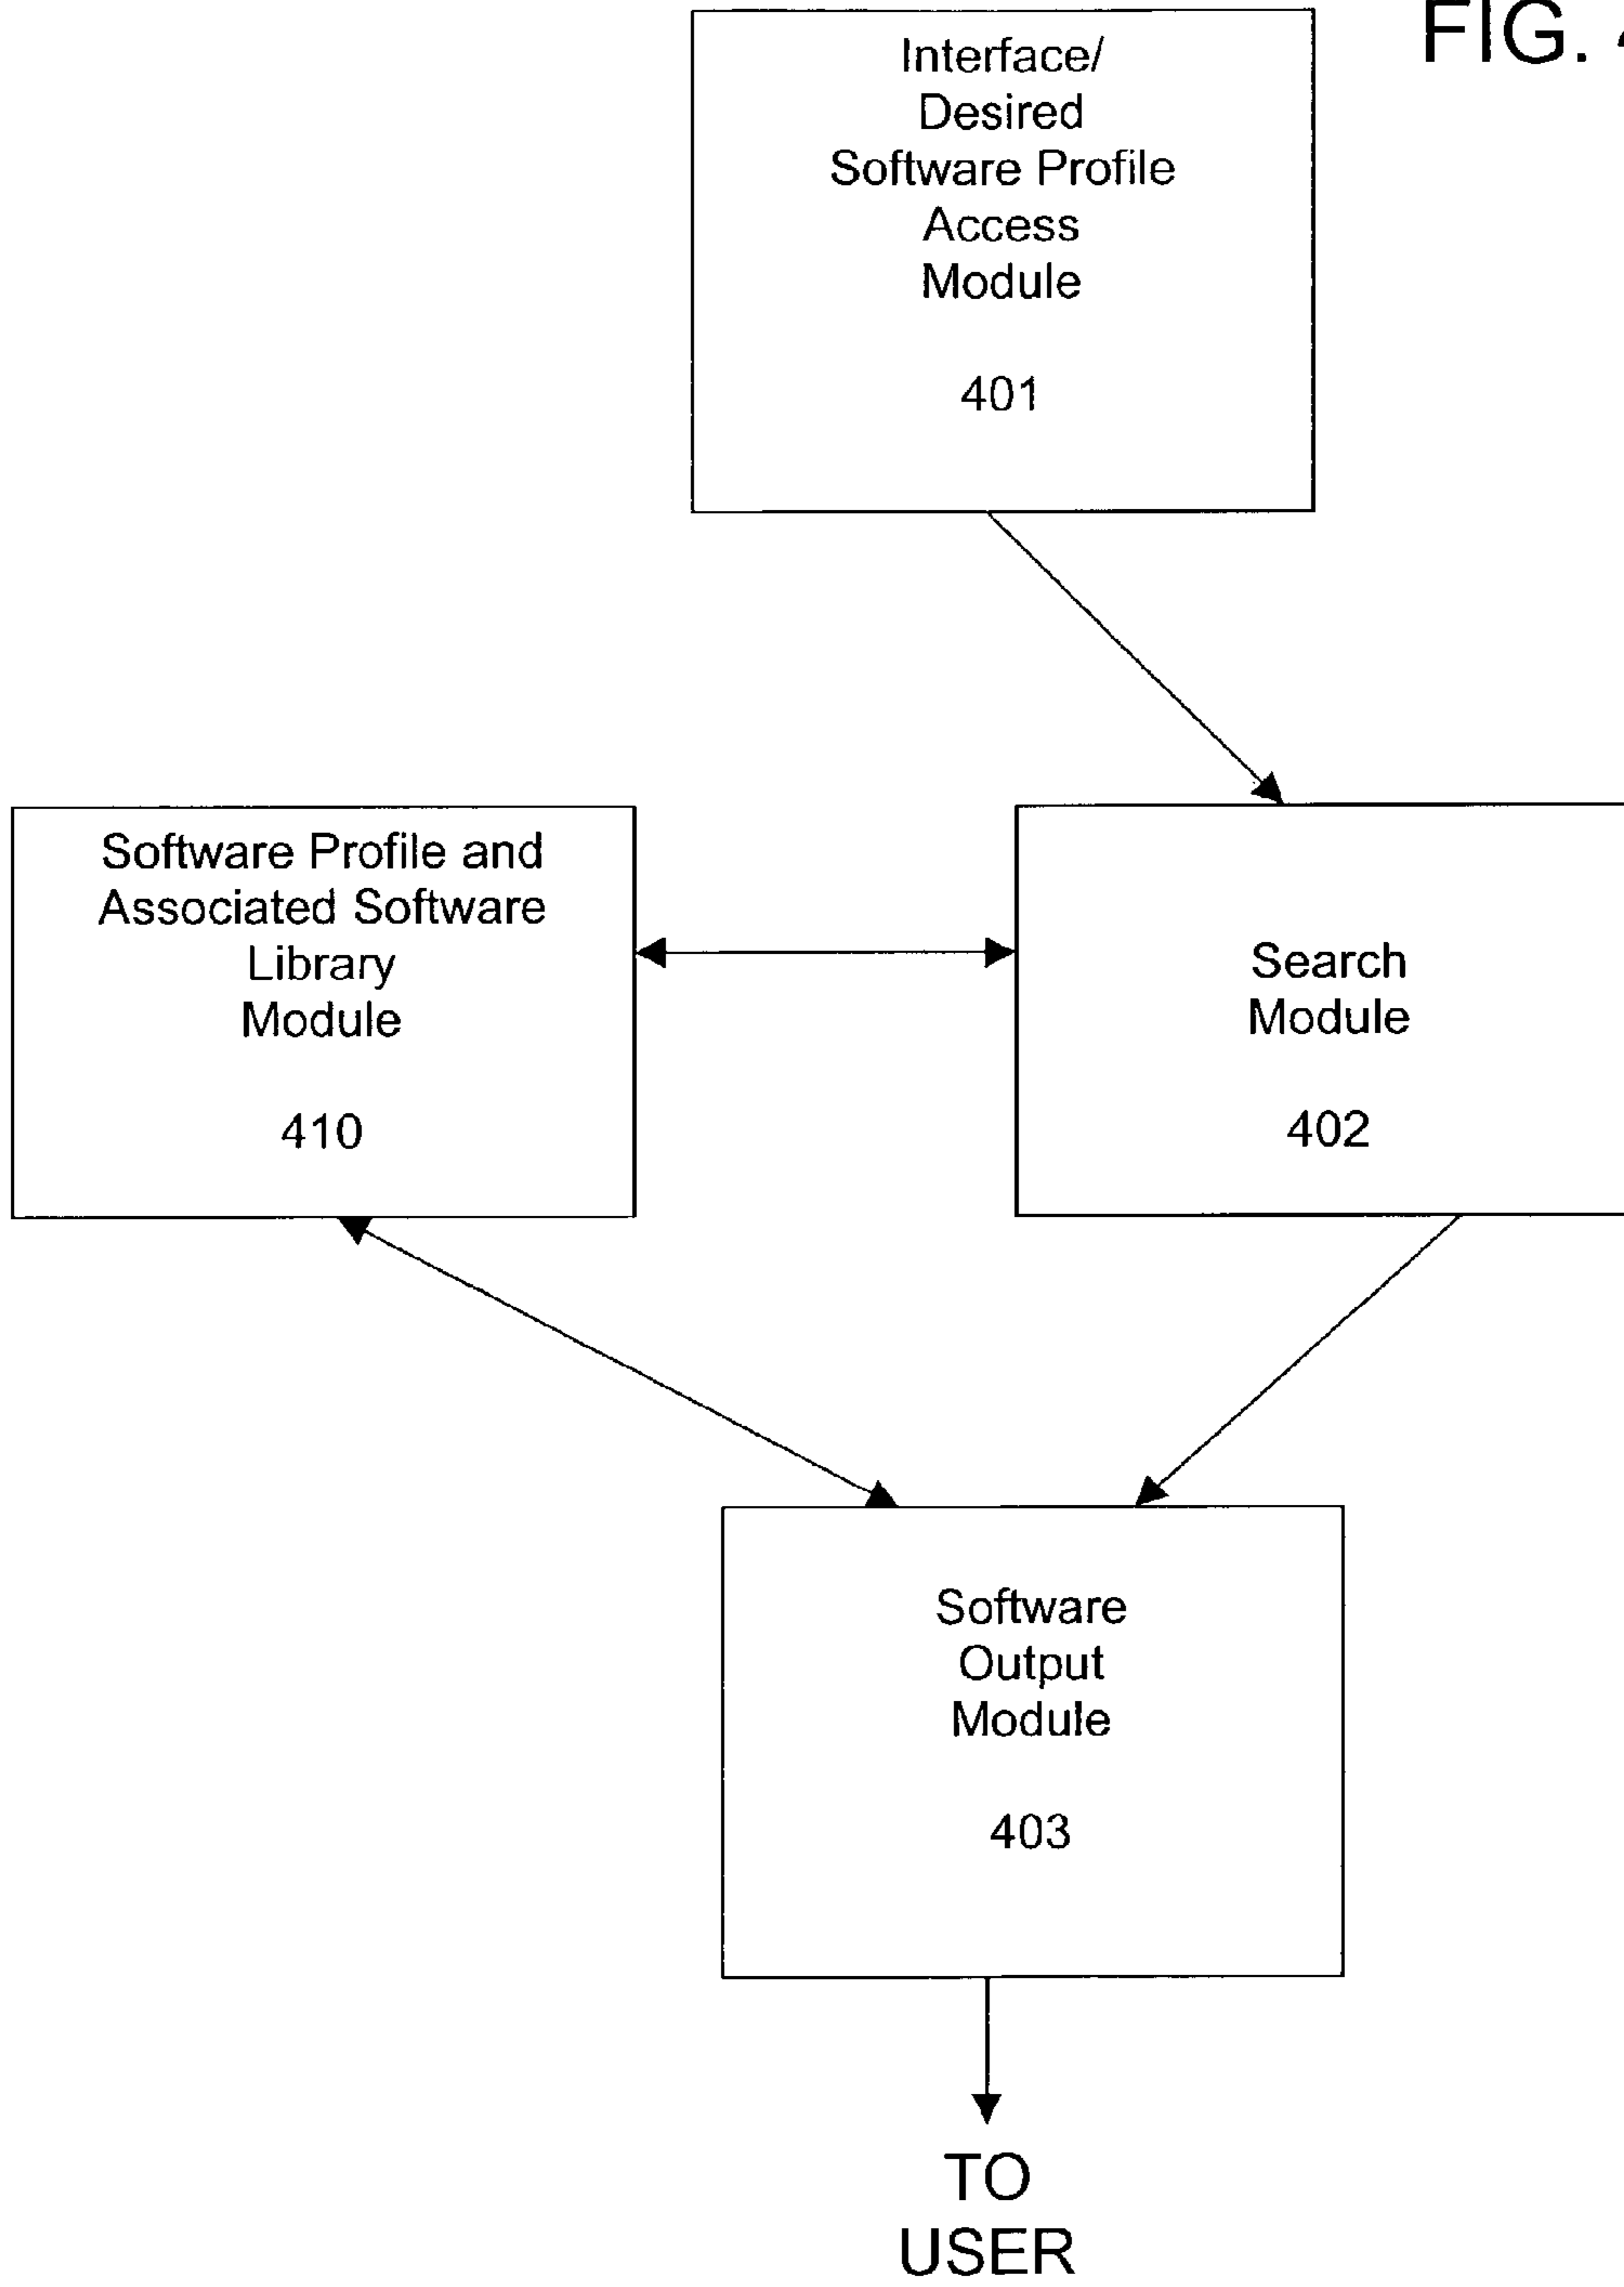 FIG. 4
Interface/
Desired
Software Profile
Access
Module
401
Software Profile and
Associated Software
Library
Module
410
Search
Module
402
Software
Output
Module
403
TO
USER